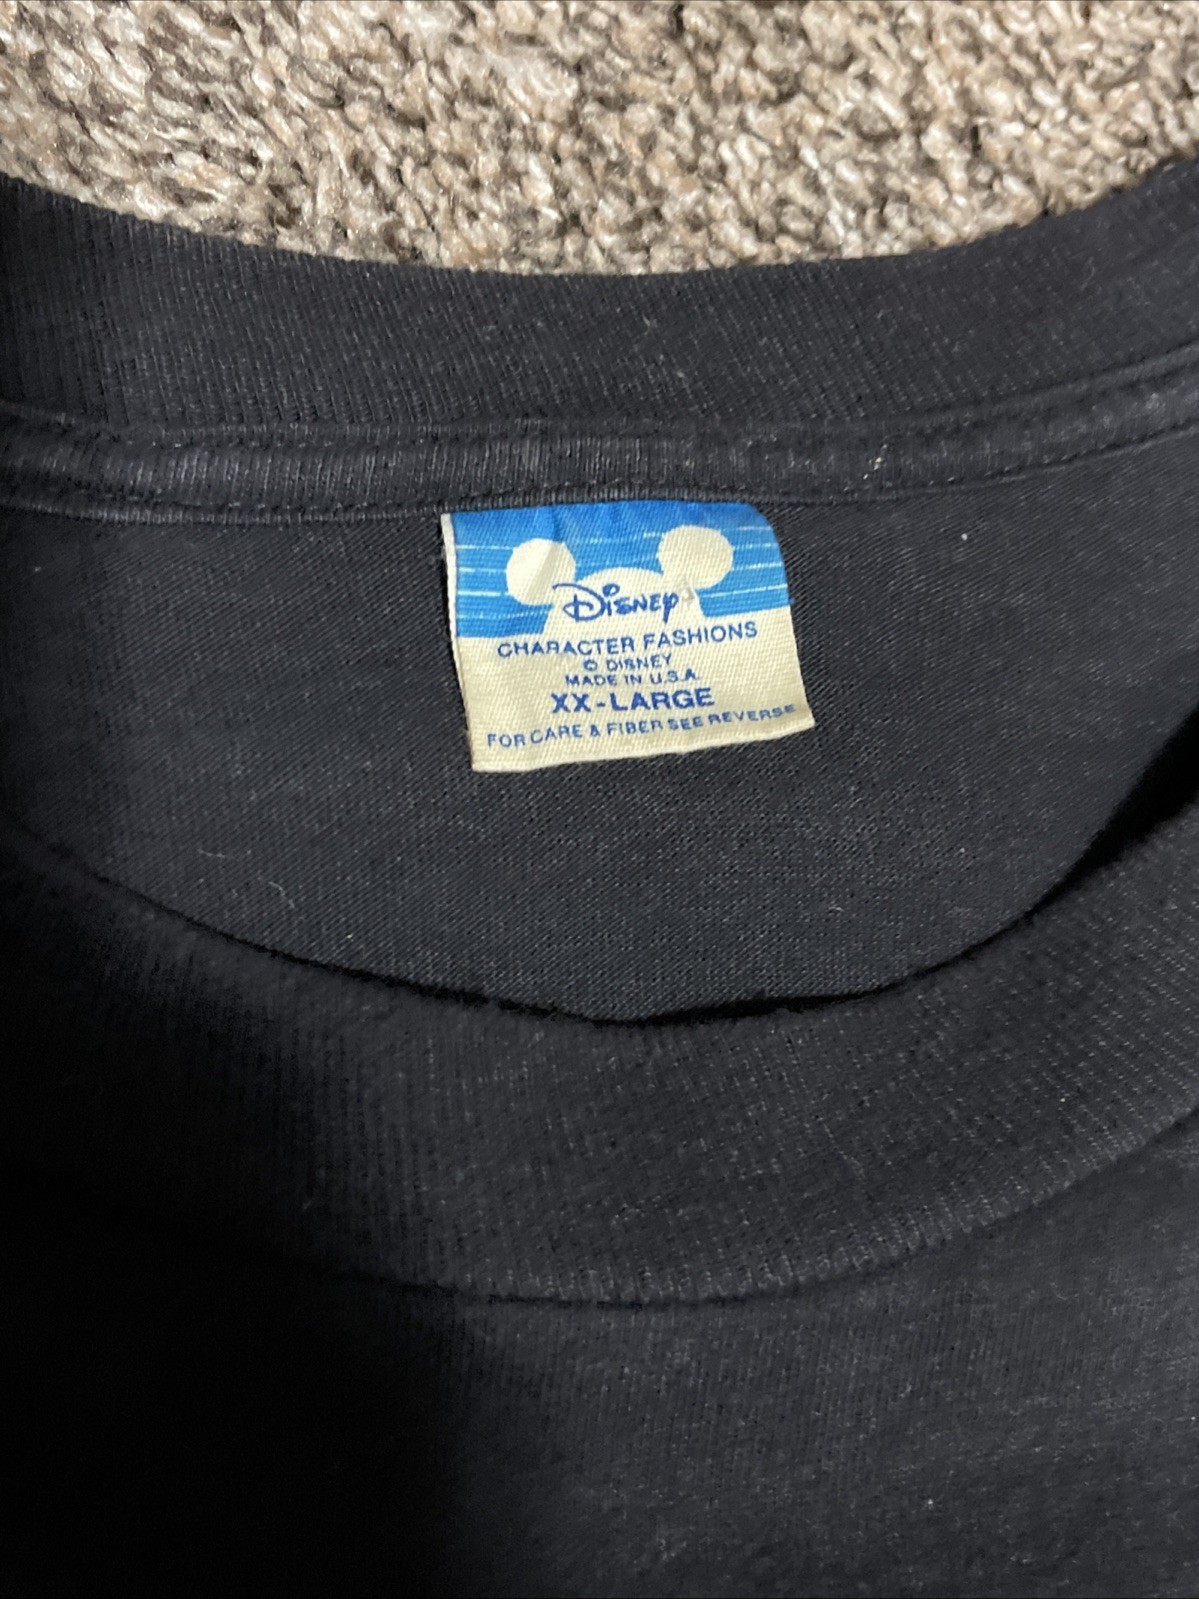 Disney
CHARACTER FASHIONS
© DISNEY
MADE IN U.S.A.
XX-LARGE
FOR CARE & FIBER SEE REVERSE